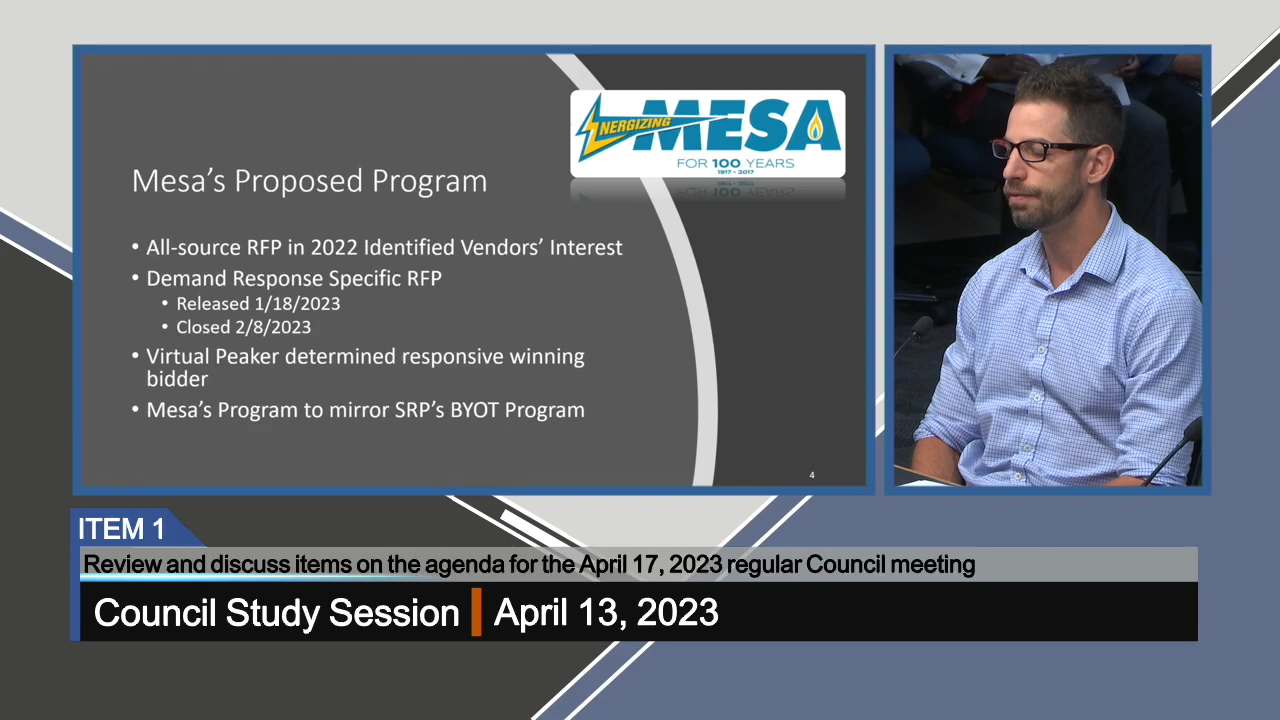 ENERGIZING MESA
FOR 100 YEARS
1917 - 2017
Mesa's Proposed Program
• All-source RFP in 2022 Identified Vendors' Interest
• Demand Response Specific RFP
• Released 1/18/2023
• Closed 2/8/2023
• Virtual Peaker determined responsive winning
bidder
• Mesa's Program to mirror SRP's BYOT Program
4
ITEM 1
Review and discuss items on the agenda for the April 17, 2023 regular Council meeting
Council Study Session
April 13, 2023